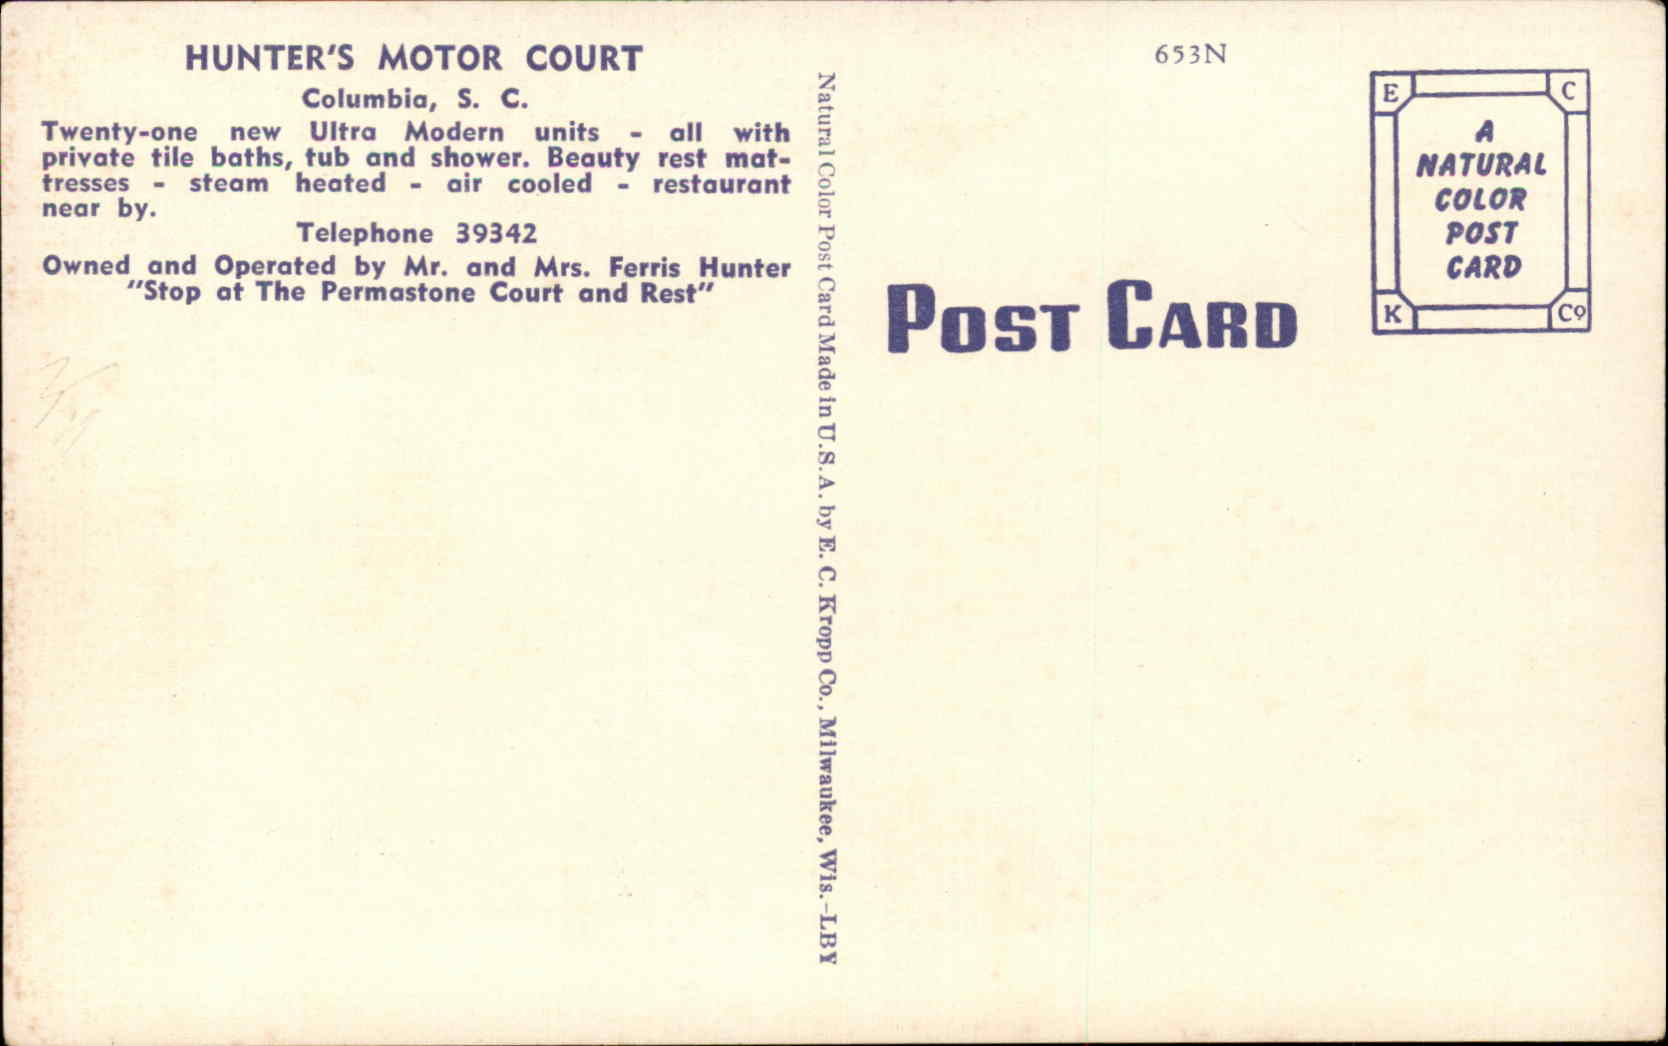 HUNTER'S MOTOR COURT
Columbia, S. C.
Twenty-one new Ultra Modern units - all with
private tile baths, tub and shower. Beauty rest mat-
tresses - steam heated - air cooled - restaurant
near by.
Telephone 39342
Owned and Operated by Mr. and Mrs. Ferris Hunter
"Stop at The Permastone Court and Rest"
Natural Color Post Card Made in U.S.A. by E. C. Kropp Co., Milwaukee, Wis.-LBY
653N
POST CARD
E C
A
NATURAL
COLOR
POST
CARD
K Co